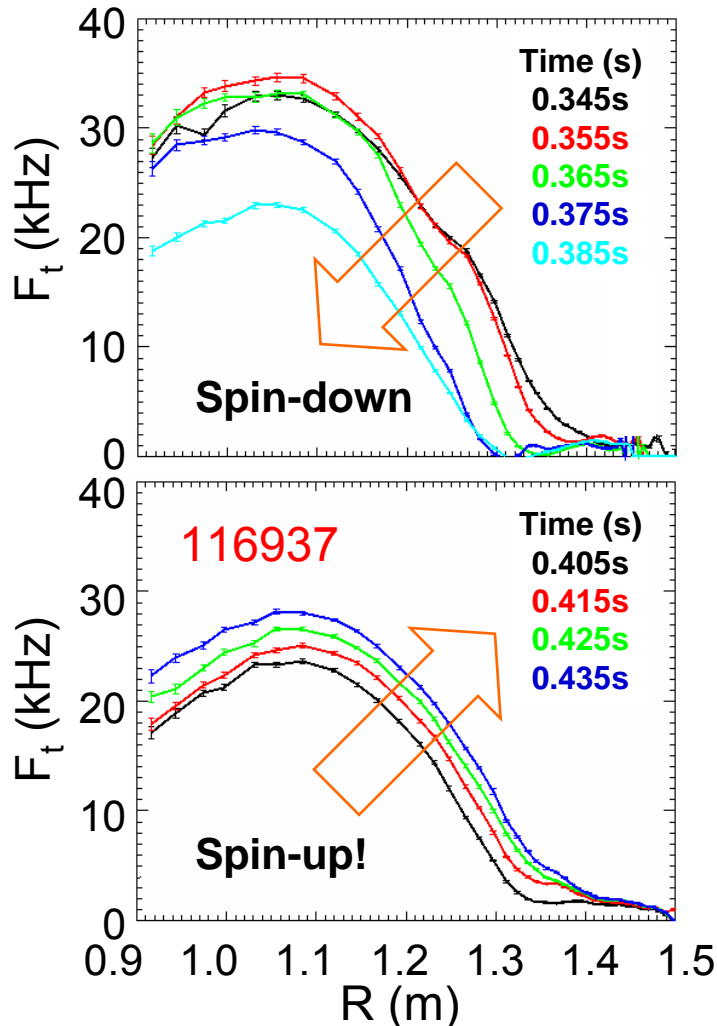 40
30
20
10
0
F_t (kHz)
Time (s)
0.345s
0.355s
0.365s
0.375s
0.385s
Spin-down
40
30
20
10
0
F_t (kHz)
116937
Time (s)
0.405s
0.415s
0.425s
0.435s
Spin-up!
0.9 1.0 1.1 1.2 1.3 1.4 1.5
R (m)